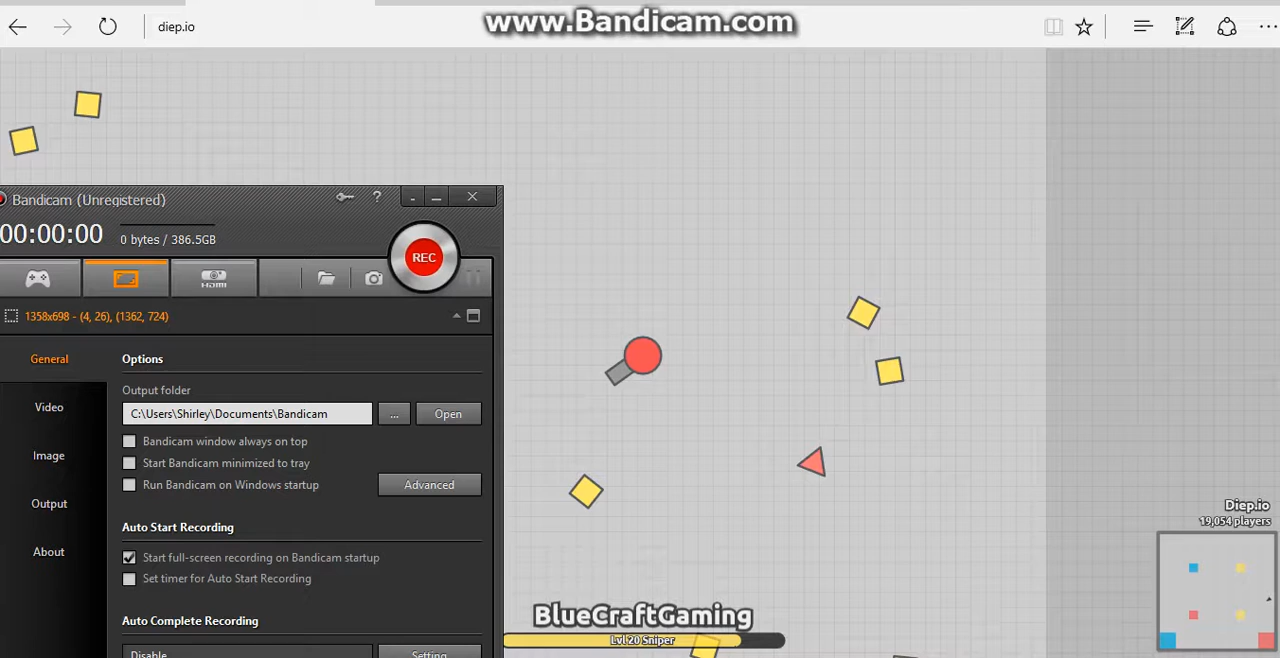 www.Bandicam.com
diep.io
Bandicam (Unregistered)
00:00:00
0 bytes / 386.5GB
REC
HDMI
1358x698 - (4, 26), (1362, 724)
General
Video
Image
Output
About
Options
Output folder
C:\Users\Shirley\Documents\Bandicam
...
Open
Bandicam window always on top
Start Bandicam minimized to tray
Run Bandicam on Windows startup
Advanced
Auto Start Recording
Start full-screen recording on Bandicam startup
Set timer for Auto Start Recording
Auto Complete Recording
Disable
Setting
BlueCraftGaming
Lvl 20 Sniper
Diep.io
19,054 players